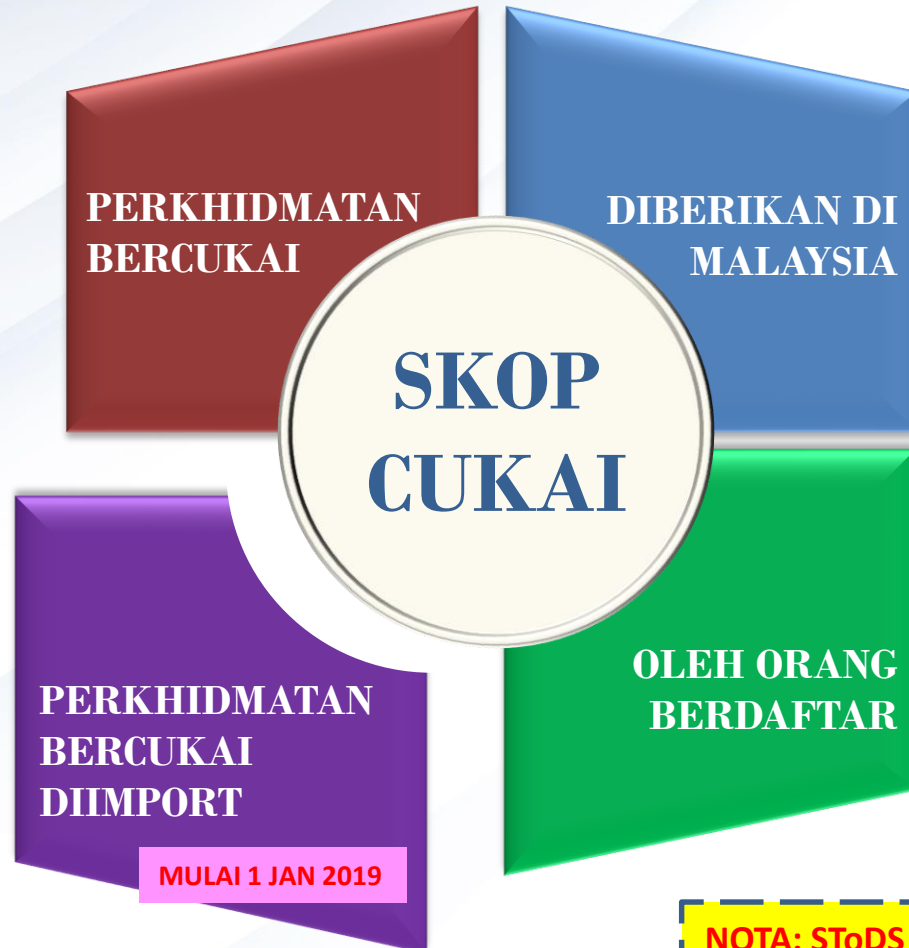 PERKHIDMATAN
BERCUKAI
DIBERIKAN DI
MALAYSIA
SKOP
CUKAI
PERKHIDMATAN
BERCUKAI
DIIMPORT
MULAI 1 JAN 2019
OLEH ORANG
BERDAFTAR
NOTA: SToDS